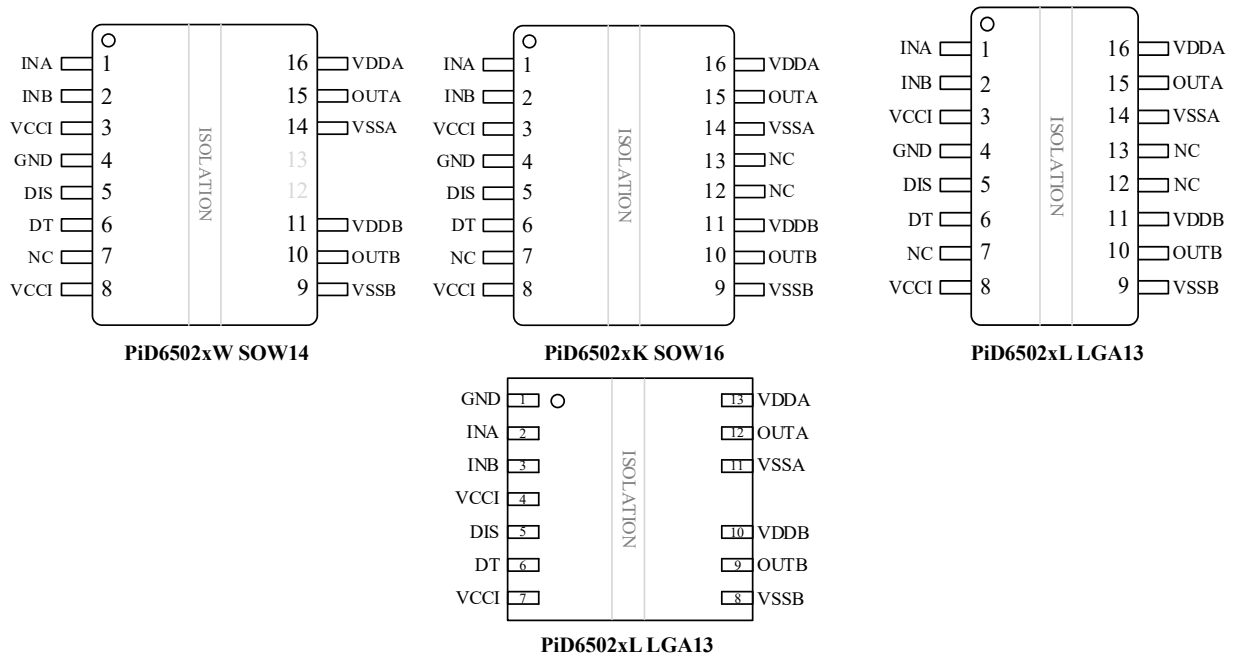 INA 1 16 VDDA
INB 2 15 OUTA
VCCI 3 14 VSSA
GND 4 13
DIS 5 12
DT 6 11 VDDB
NC 7 10 OUTB
VCCI 8 9 VSSB
ISOLATION
PiD6502xW SOW14
INA 1 16 VDDA
INB 2 15 OUTA
VCCI 3 14 VSSA
GND 4 13 NC
DIS 5 12 NC
DT 6 11 VDDB
NC 7 10 OUTB
VCCI 8 9 VSSB
ISOLATION
PiD6502xK SOW16
INA 1 16 VDDA
INB 2 15 OUTA
VCCI 3 14 VSSA
GND 4 13 NC
DIS 5 12 NC
DT 6 11 VDDB
NC 7 10 OUTB
VCCI 8 9 VSSB
ISOLATION
PiD6502xL LGA13
GND 1 13 VDDA
INA 2 12 OUTA
INB 3 11 VSSA
VCCI 4
DIS 5 10 VDDB
DT 6 9 OUTB
VCCI 7 8 VSSB
ISOLATION
PiD6502xL LGA13